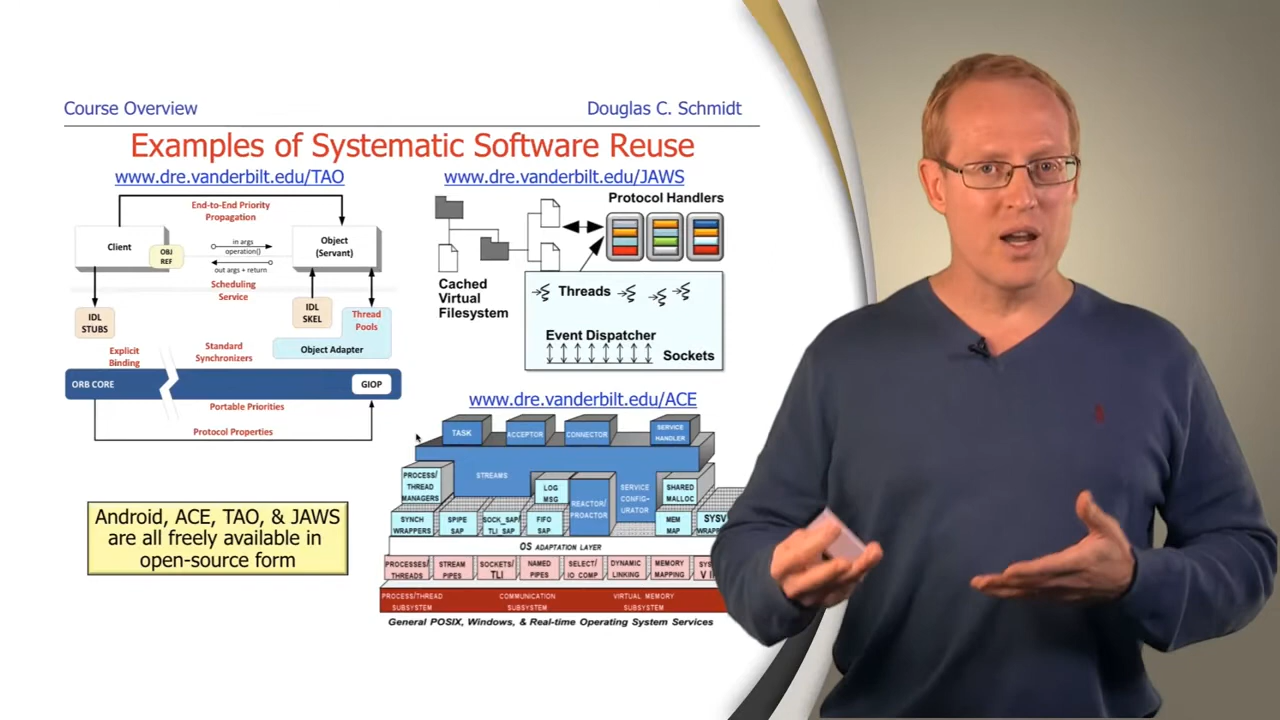 Course Overview
Douglas C. Schmidt
Examples of Systematic Software Reuse
www.dre.vanderbilt.edu/TAO
End-to-End Priority
Propagation
Client
OBJ
REF
in args
operation()
out args + return
Object
(Servant)
Scheduling
Service
IDL
STUBS
IDL
SKEL
Thread
Pools
Explicit
Binding
Standard
Synchronizers
Object Adapter
ORB CORE
GIOP
Portable Priorities
Protocol Properties
www.dre.vanderbilt.edu/JAWS
Protocol Handlers
Cached
Virtual
Filesystem
Threads
Event Dispatcher
Sockets
www.dre.vanderbilt.edu/ACE
TASK
ACCEPTOR
CONNECTOR
SERVICE
HANDLER
PROCESS/
THREAD
MANAGERS
STREAMS
LOG
MSG
REACTOR/
PROACTOR
SERVICE
CONFIG-
URATOR
SHARED
MALLOC
SYNCH
WRAPPERS
SPIPE
SAP
SOCK_SAP/
TLI_SAP
FIFO
SAP
MEM
MAP
SYSV
WRAPP
OS ADAPTATION LAYER
PROCESSES/
THREADS
STREAM
PIPES
SOCKETS/
TLI
NAMED
PIPES
SELECT/
IO COMP
DYNAMIC
LINKING
MEMORY
MAPPING
SYS
V I
PROCESS/THREAD
SUBSYSTEM
COMMUNICATION
SUBSYSTEM
VIRTUAL MEMORY
SUBSYSTEM
General POSIX, Windows, & Real-time Operating System Services
Android, ACE, TAO, & JAWS
are all freely available in
open-source form